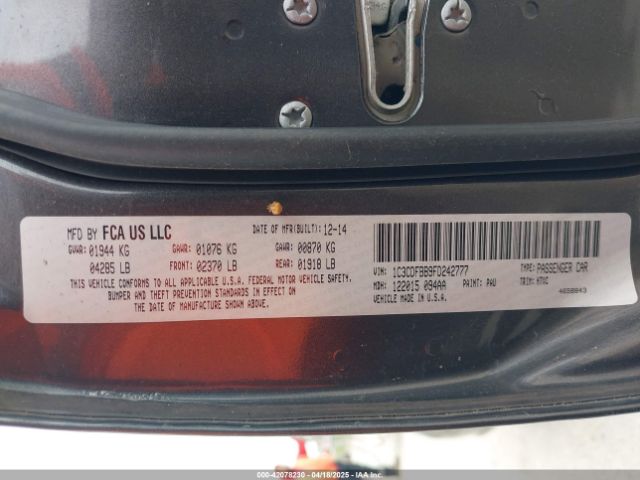 MFD BY FCA US LLC
DATE OF MFR(BUILT): 12-14
GVWR: 01944 KG GAWR: 01076 KG GAWR: 00870 KG
04285 LB FRONT: 02370 LB REAR: 01918 LB
THIS VEHICLE CONFORMS TO ALL APPLICABLE U.S.A. FEDERAL MOTOR VEHICLE SAFETY,
BUMPER AND THEFT PREVENTION STANDARDS IN EFFECT ON
THE DATE OF MANUFACTURE SHOWN ABOVE.
VIN: 1C3CDFBB9FD242777 TYPE: PASSENGER CAR
MDH: 122015 094AA PAINT: PAU TRIM: H7VC
VEHICLE MADE IN U.S.A. 4658043
000-42078230 - 04/18/2025 - IAA